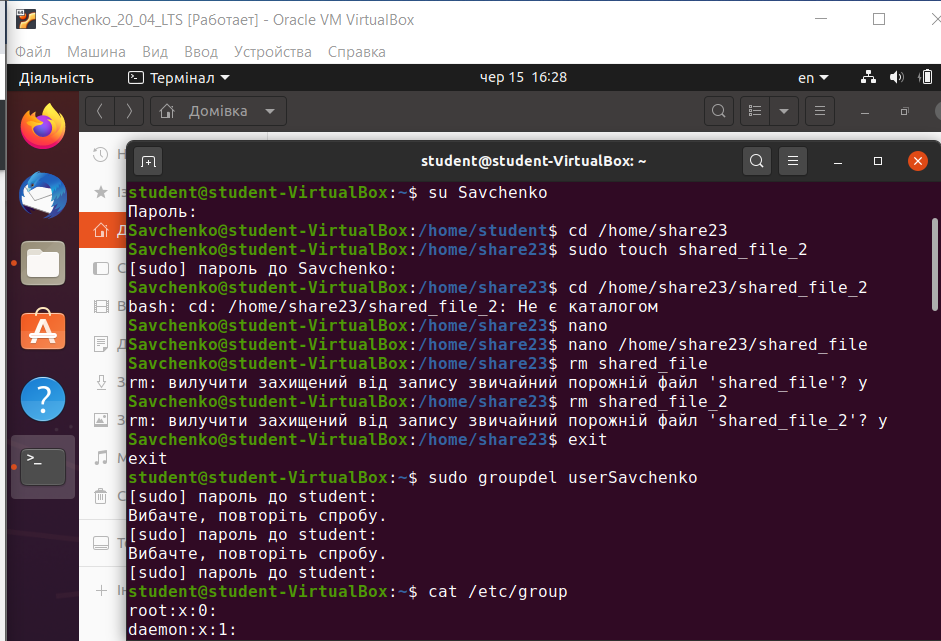 Savchenko_20_04_LTS [Работает] - Oracle VM VirtualBox
Файл Машина Вид Ввод Устройства Справка
Діяльність Термінал чер 15 16:28 en
Домівка
student@student-VirtualBox: ~
student@student-VirtualBox:~$ su Savchenko
Пароль:
Savchenko@student-VirtualBox:/home/student$ cd /home/share23
Savchenko@student-VirtualBox:/home/share23$ sudo touch shared_file_2
[sudo] пароль до Savchenko:
Savchenko@student-VirtualBox:/home/share23$ cd /home/share23/shared_file_2
bash: cd: /home/share23/shared_file_2: Не є каталогом
Savchenko@student-VirtualBox:/home/share23$ nano
Savchenko@student-VirtualBox:/home/share23$ nano /home/share23/shared_file
Savchenko@student-VirtualBox:/home/share23$ rm shared_file
rm: вилучити захищений від запису звичайний порожній файл 'shared_file'? y
Savchenko@student-VirtualBox:/home/share23$ rm shared_file_2
rm: вилучити захищений від запису звичайний порожній файл 'shared_file_2'? y
Savchenko@student-VirtualBox:/home/share23$ exit
exit
student@student-VirtualBox:~$ sudo groupdel userSavchenko
[sudo] пароль до student:
Вибачте, повторіть спробу.
[sudo] пароль до student:
Вибачте, повторіть спробу.
[sudo] пароль до student:
student@student-VirtualBox:~$ cat /etc/group
root:x:0:
daemon:x:1: